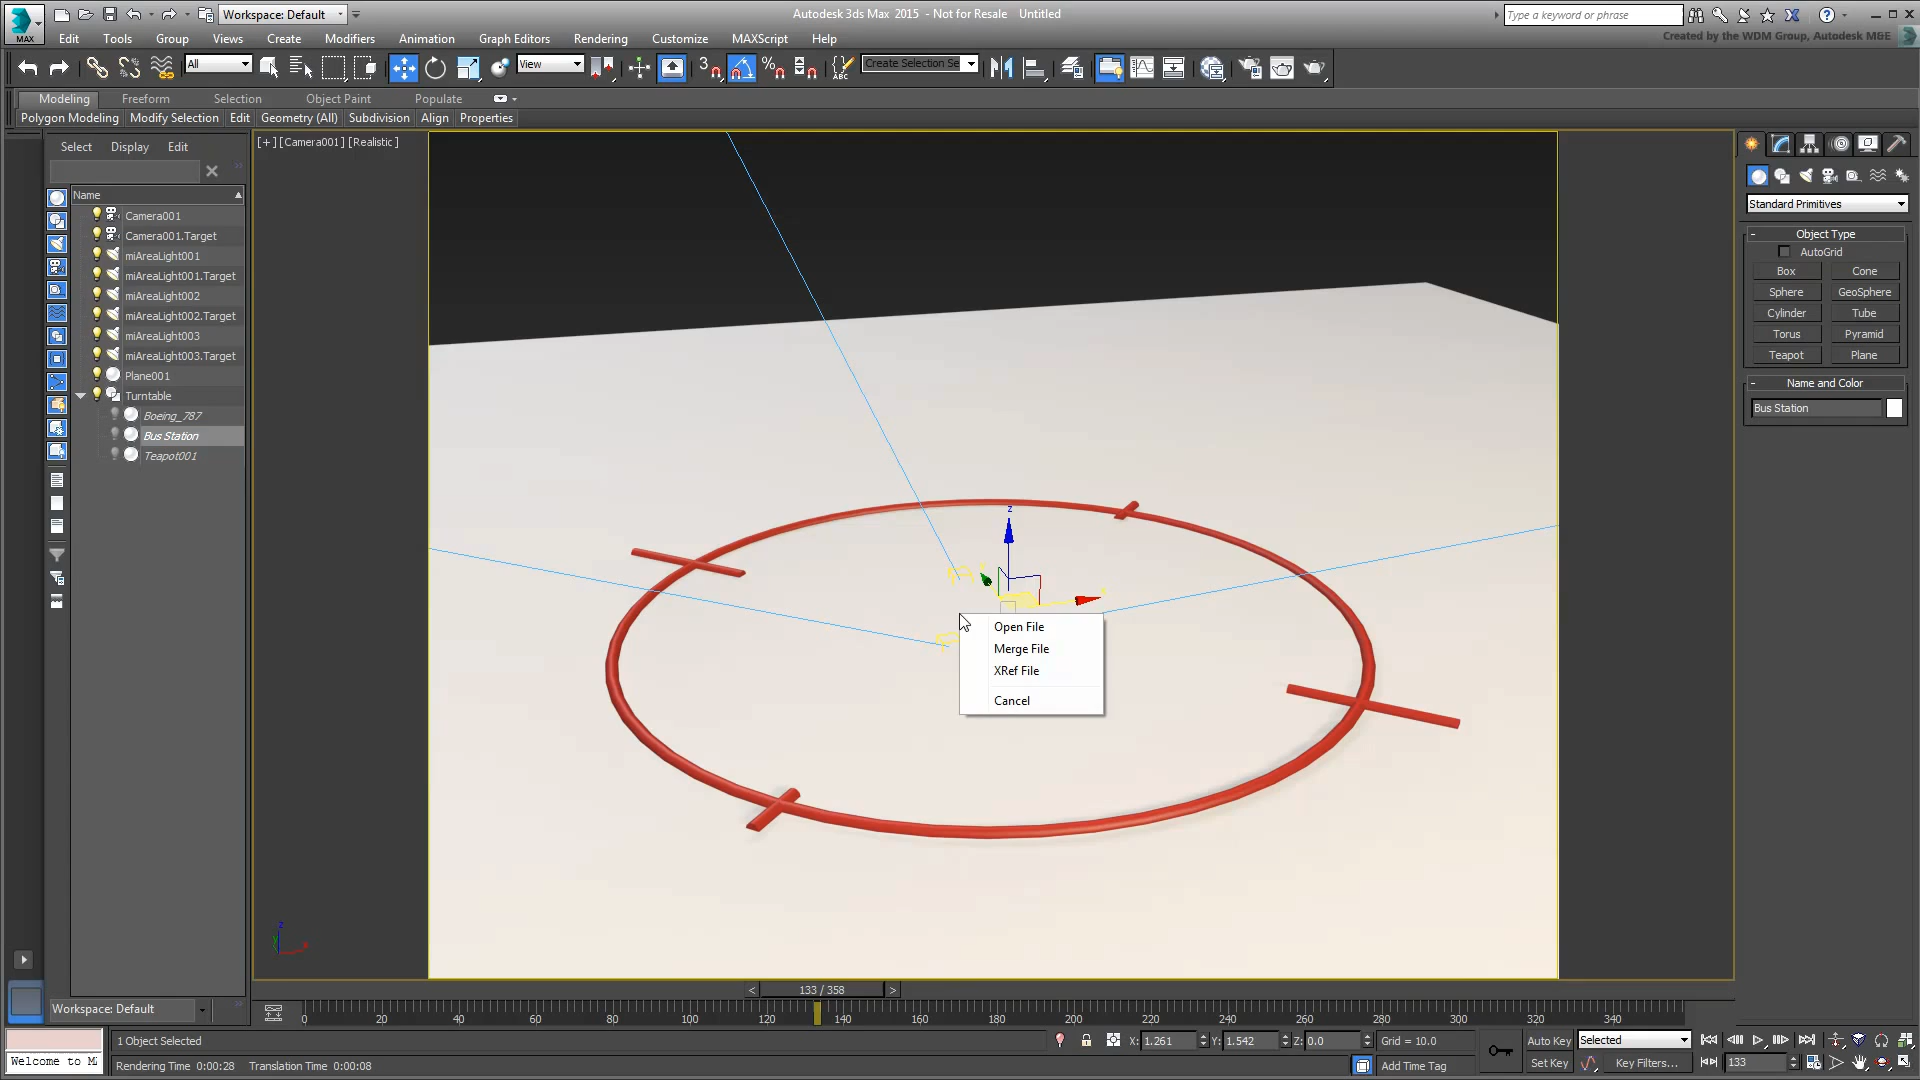 Workspace: Default
Autodesk 3ds Max 2015 - Not for Resale Untitled
Type a keyword or phrase
MAX
Edit Tools Group Views Create Modifiers Animation Graph Editors Rendering Customize MAXScript Help
Created by the WDM Group, Autodesk M&E
All
View
3
%
ABC
Create Selection Se
Modeling Freeform Selection Object Paint Populate
Polygon Modeling Modify Selection Edit Geometry (All) Subdivision Align Properties
Select Display Edit
[+] [Camera001] [Realistic]
Name
Camera001
Camera001.Target
miAreaLight001
miAreaLight001.Target
miAreaLight002
miAreaLight002.Target
miAreaLight003
miAreaLight003.Target
Plane001
Turntable
Boeing_787
Bus Station
Teapot001
Standard Primitives
- Object Type
AutoGrid
Box Cone
Sphere GeoSphere
Cylinder Tube
Torus Pyramid
Teapot Plane
- Name and Color
Bus Station
z
Open File
Merge File
XRef File
Cancel
z
x
Workspace: Default
< 133 / 358 >
0 20 40 60 80 100 120 140 160 180 200 220 240 260 280 300 320 340
1 Object Selected
X: 1.261 Y: 1.542 Z: 0.0 Grid = 10.0
Auto Key Selected
Welcome to M
Rendering Time 0:00:28 Translation Time 0:00:08
Add Time Tag
Set Key Key Filters...
133